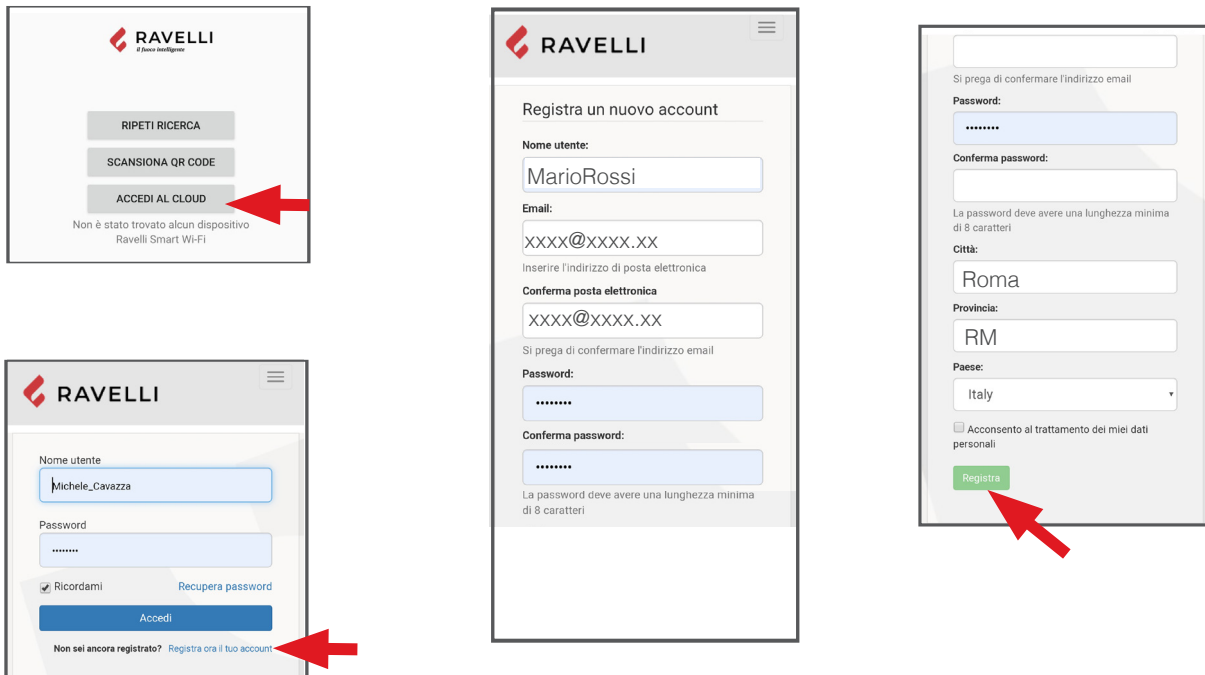 RAVELLI
il fuoco intelligente
RIPETI RICERCA
SCANSIONA QR CODE
ACCEDI AL CLOUD
Non è stato trovato alcun dispositivo
Ravelli Smart Wi-Fi
RAVELLI
Nome utente
Michele_Cavazza
Password
••••••••
Ricordami
Recupera password
Accedi
Non sei ancora registrato? Registra ora il tuo account
RAVELLI
Registra un nuovo account
Nome utente:
MarioRossi
Email:
xxxx@xxxx.xx
Inserire l'indirizzo di posta elettronica
Conferma posta elettronica
xxxx@xxxx.xx
Si prega di confermare l'indirizzo email
Password:
••••••••
Conferma password:
••••••••
La password deve avere una lunghezza minima
di 8 caratteri
Si prega di confermare l'indirizzo email
Password:
••••••••
Conferma password:
La password deve avere una lunghezza minima
di 8 caratteri
Città:
Roma
Provincia:
RM
Paese:
Italy
Acconsento al trattamento dei miei dati
personali
Registra